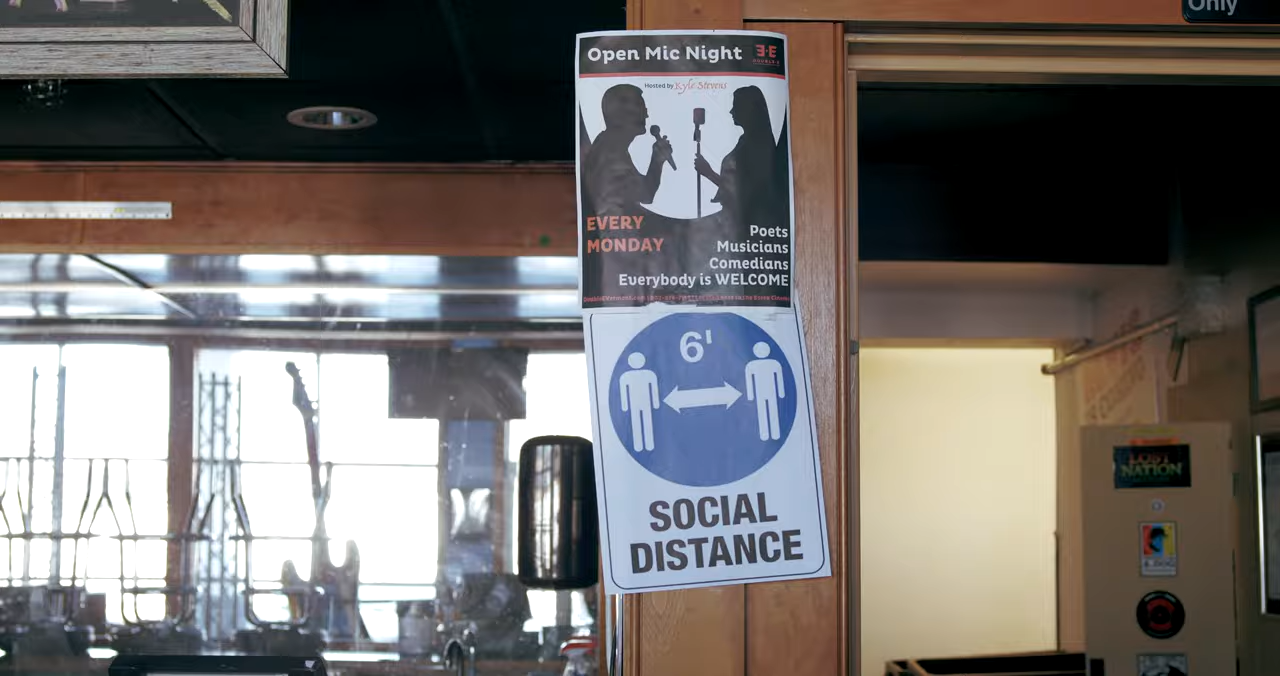 Only
Open Mic Night
Hosted by Kyle Stevens
EVERY
MONDAY
Poets
Musicians
Comedians
Everybody is WELCOME
6'
SOCIAL
DISTANCE
LOST
NATION